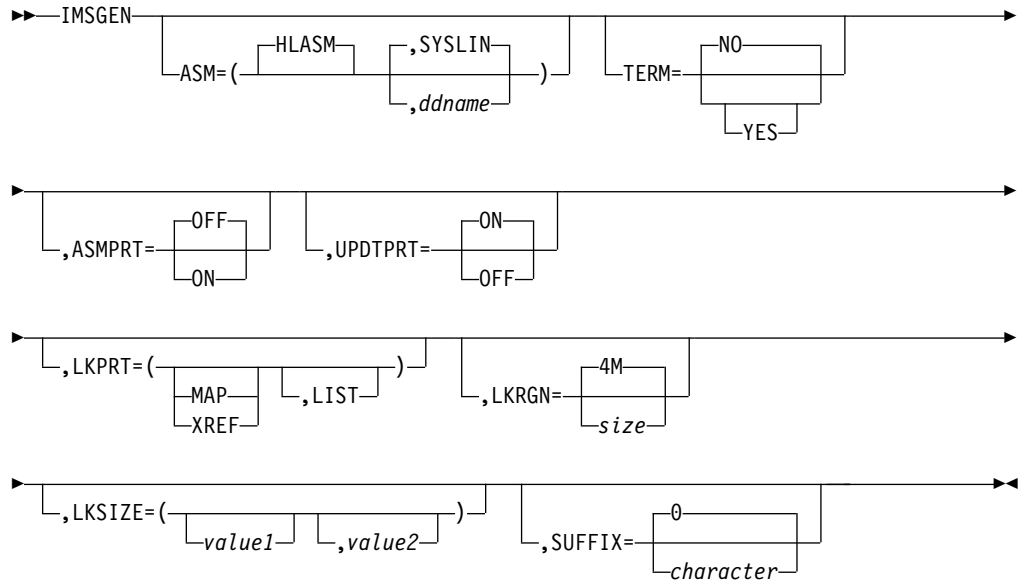 IMSGEN
HLASM ,SYSLIN NO
ASM=( ) TERM=
,ddname
YES
OFF ON
,ASMPRT= ,UPDTPRT=
ON OFF
4M
,LKPRT=( ) ,LKRGN=
MAP ,LIST
XREF size
0
,LKSIZE=( ) ,SUFFIX=
value1 ,value2
character